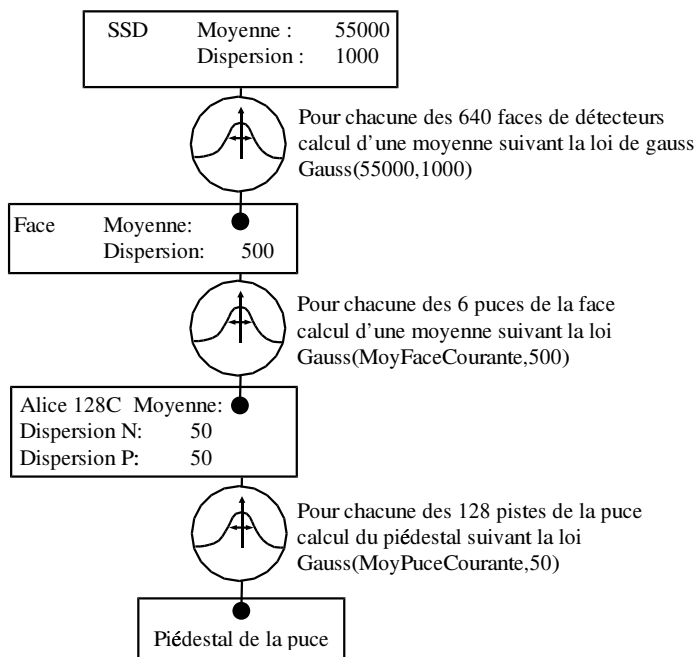 SSD Moyenne : 55000
Dispersion : 1000
Pour chacune des 640 faces de détecteurs
calcul d'une moyenne suivant la loi de gauss
Gauss(55000,1000)
Face Moyenne:
Dispersion: 500
Pour chacune des 6 puces de la face
calcul d'une moyenne suivant la loi
Gauss(MoyFaceCourante,500)
Alice 128C Moyenne:
Dispersion N: 50
Dispersion P: 50
Pour chacune des 128 pistes de la puce
calcul du piédestal suivant la loi
Gauss(MoyPuceCourante,50)
Piédestal de la puce